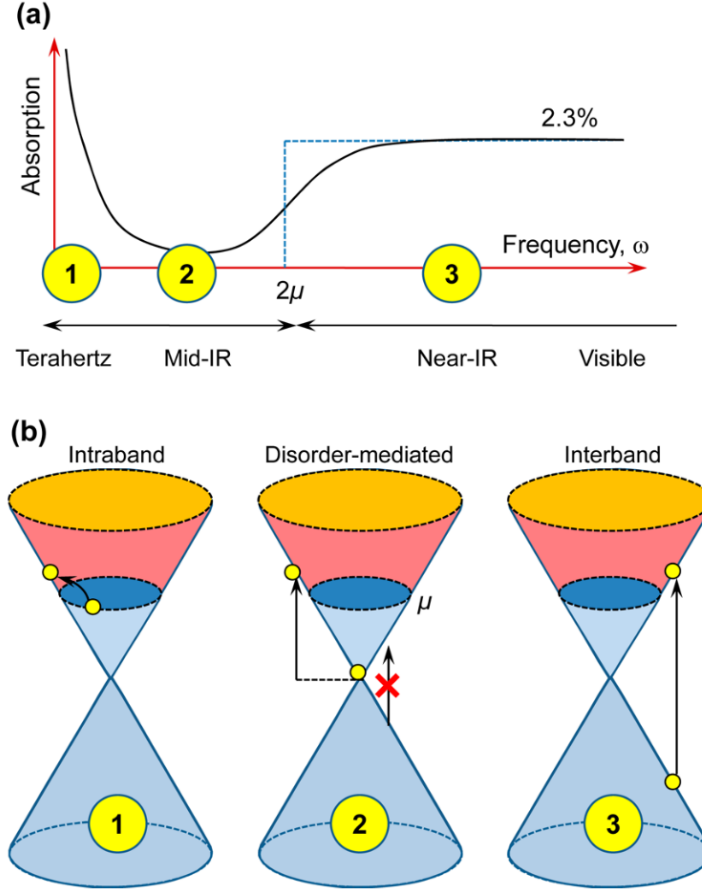 (a)
Absorption
2.3%
Frequency, ω
1
2
3
2μ
Terahertz Mid-IR Near-IR Visible
(b)
Intraband Disorder-mediated Interband
μ
1
2
3